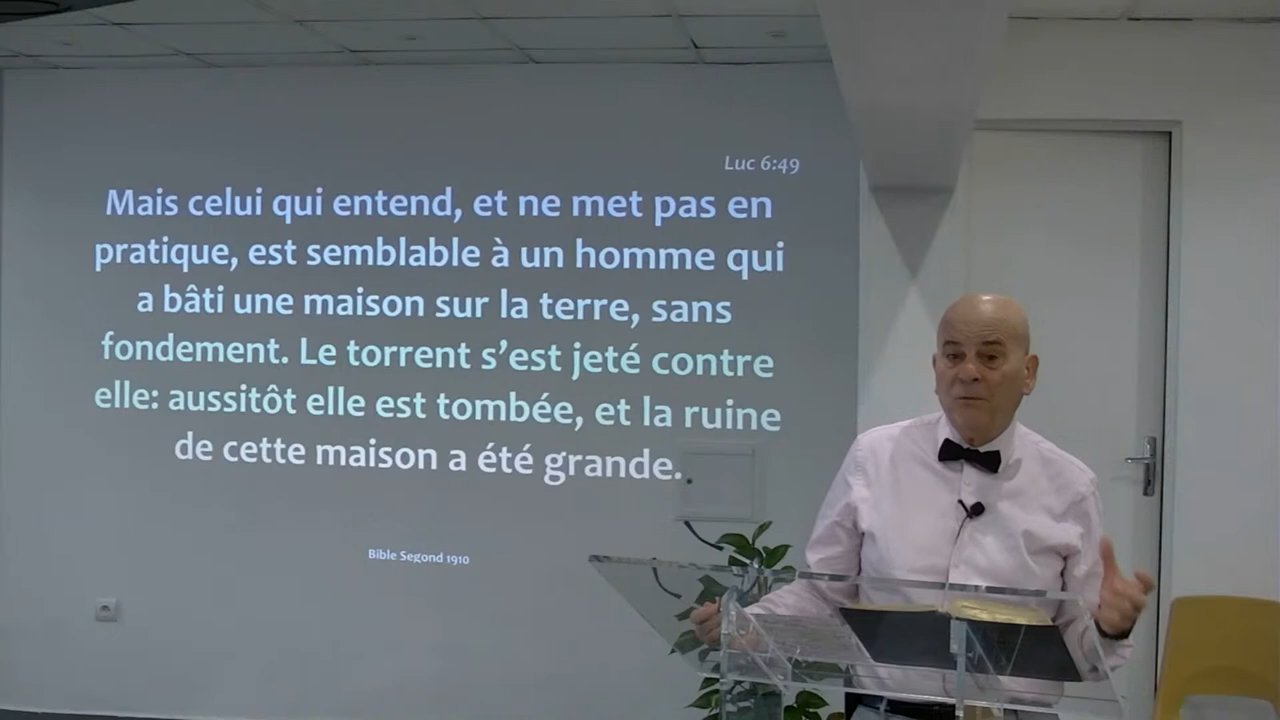 Luc 6:49
Mais celui qui entend, et ne met pas en
pratique, est semblable à un homme qui
a bâti une maison sur la terre, sans
fondement. Le torrent s’est jeté contre
elle: aussitôt elle est tombée, et la ruine
de cette maison a été grande.
Bible Segond 1910